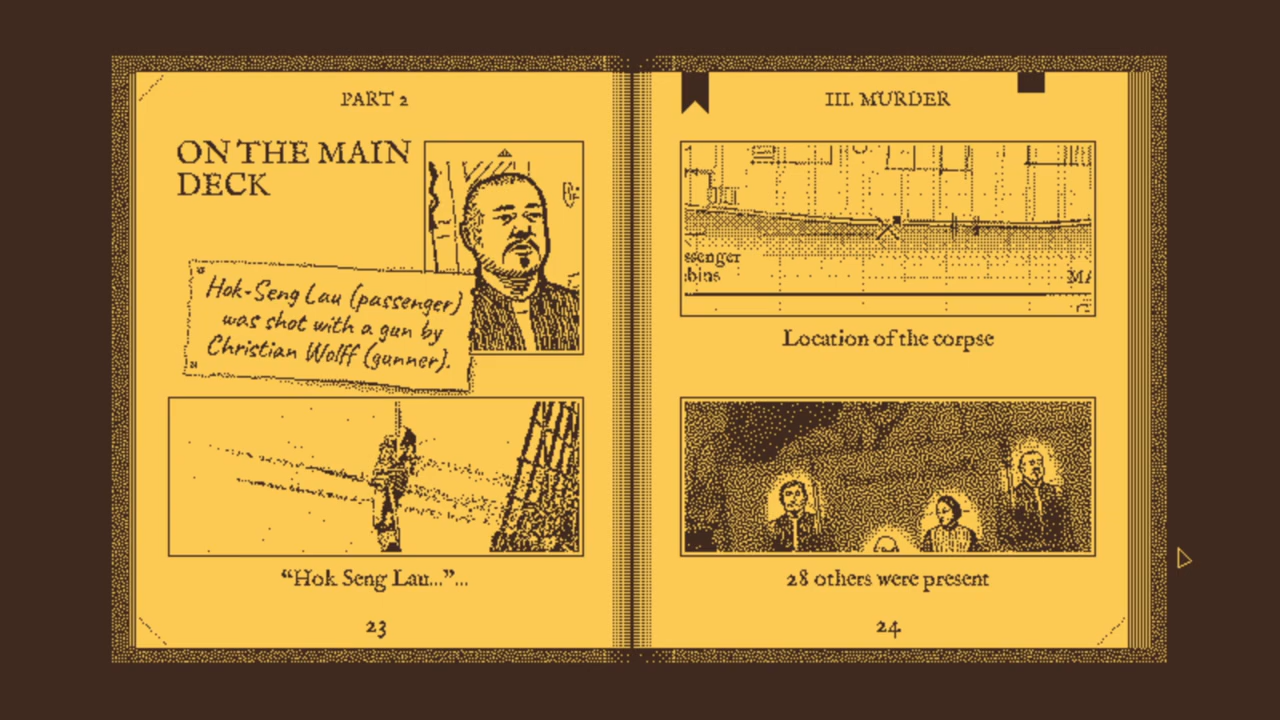 PART 2
ON THE MAIN
DECK
"Hok-Seng Lau (passenger)
was shot with a gun by
Christian Wolff (gunner)."
“Hok Seng Lau...”...
23
III. MURDER
ssenger
bins
MA
Location of the corpse
28 others were present
24